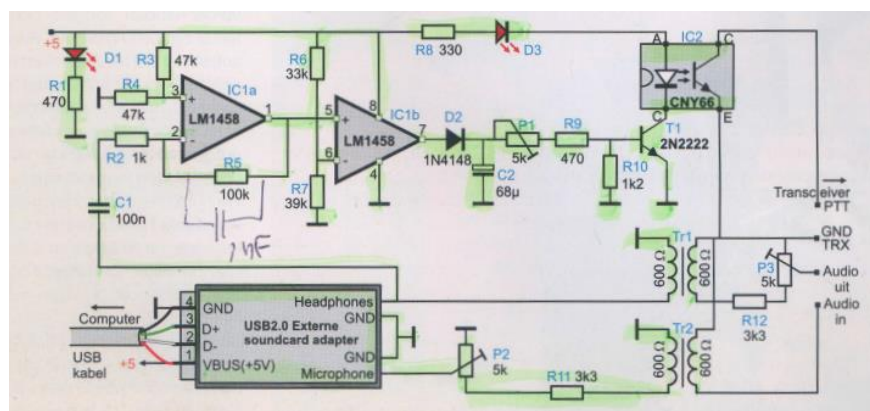 +5
D1
R1
470
R3
47k
R4
47k
3
+
IC1a
LM1458
1
2
-
R2
1k
R5
100k
C1
100n
1nF
R6
33k
R7
39k
5
+
6
-
8
IC1b
LM1458
7
4
R8
330
D3
D2
1N4148
C2
68µ
P1
5k
R9
470
R10
1k2
T1
2N2222
IC2
A
C
CNY66
C
E
Transceiver
PTT
GND
TRX
Audio
uit
Audio
in
Tr1
600 Ω
600 Ω
P3
5k
R12
3k3
Tr2
600 Ω
600 Ω
P2
5k
R11 3k3
Computer
USB
kabel
+5
4
3
2
1
GND
D+
D-
VBUS(+5V)
USB2.0 Externe
soundcard adapter
Headphones
GND
GND
Microphone